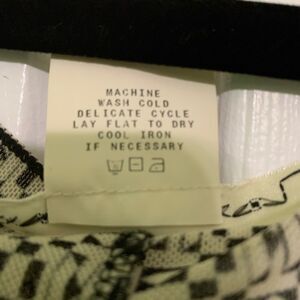 MACHINE
WASH COLD
DELICATE CYCLE
LAY FLAT TO DRY
COOL IRON
IF NECESSARY